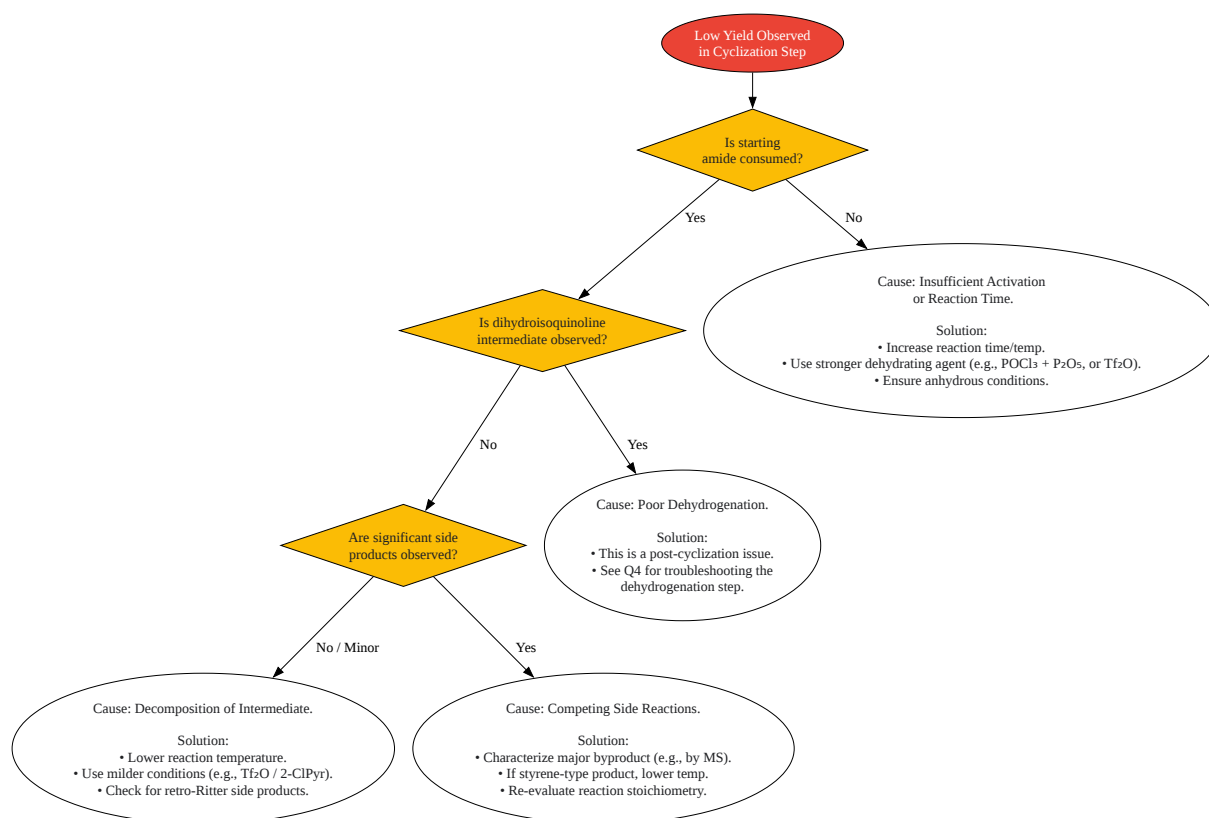 Low Yield Observed
in Cyclization Step
Is starting
amide consumed?
Yes
No
Cause: Insufficient Activation
or Reaction Time.
Solution:
• Increase reaction time/temp.
• Use stronger dehydrating agent (e.g., POCl₃ + P₂O₅, or Tf₂O).
• Ensure anhydrous conditions.
Is dihydroisoquinoline
intermediate observed?
No
Yes
Cause: Poor Dehydrogenation.
Solution:
• This is a post-cyclization issue.
• See Q4 for troubleshooting the
dehydrogenation step.
Are significant side
products observed?
No / Minor
Yes
Cause: Decomposition of Intermediate.
Solution:
• Lower reaction temperature.
• Use milder conditions (e.g., Tf₂O / 2-ClPyr).
• Check for retro-Ritter side products.
Cause: Competing Side Reactions.
Solution:
• Characterize major byproduct (e.g., by MS).
• If styrene-type product, lower temp.
• Re-evaluate reaction stoichiometry.